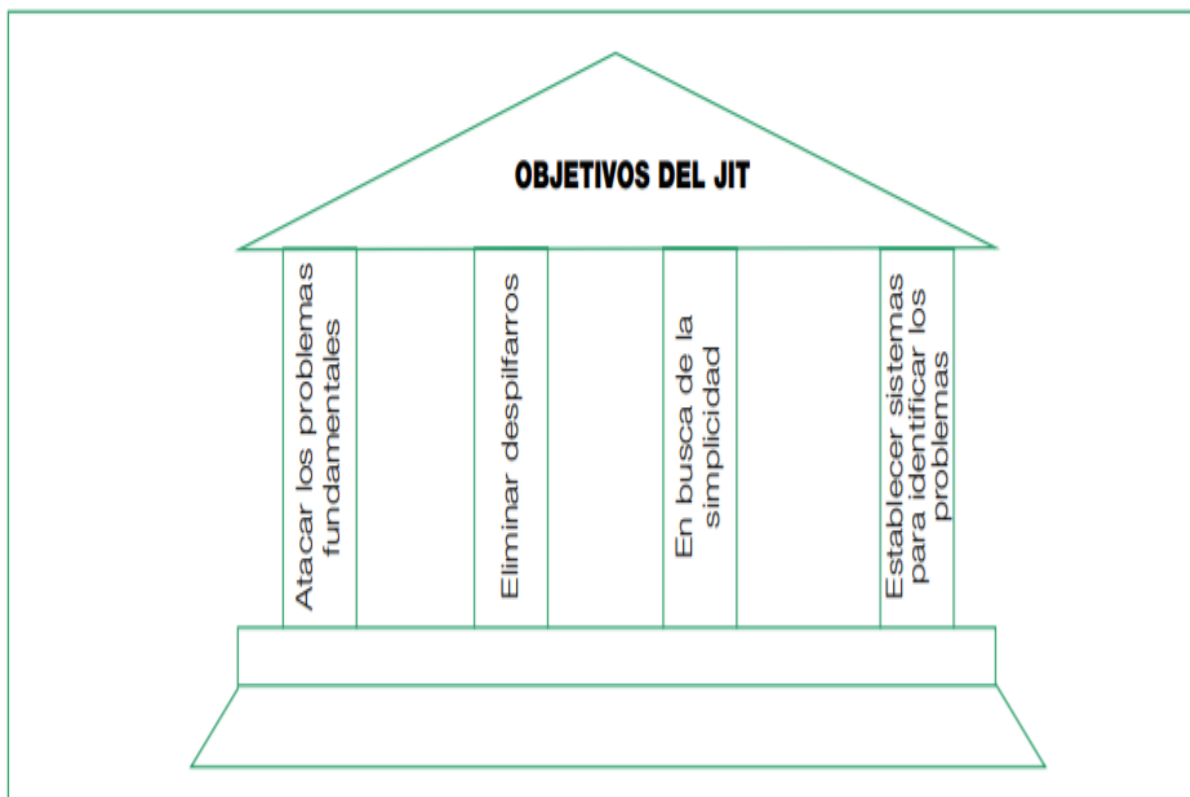 OBJETIVOS DEL JIT
Atacar los problemas
fundamentales
Eliminar despilfarros
En busca de la
simplicidad
Establecer sistemas
para identificar los
problemas